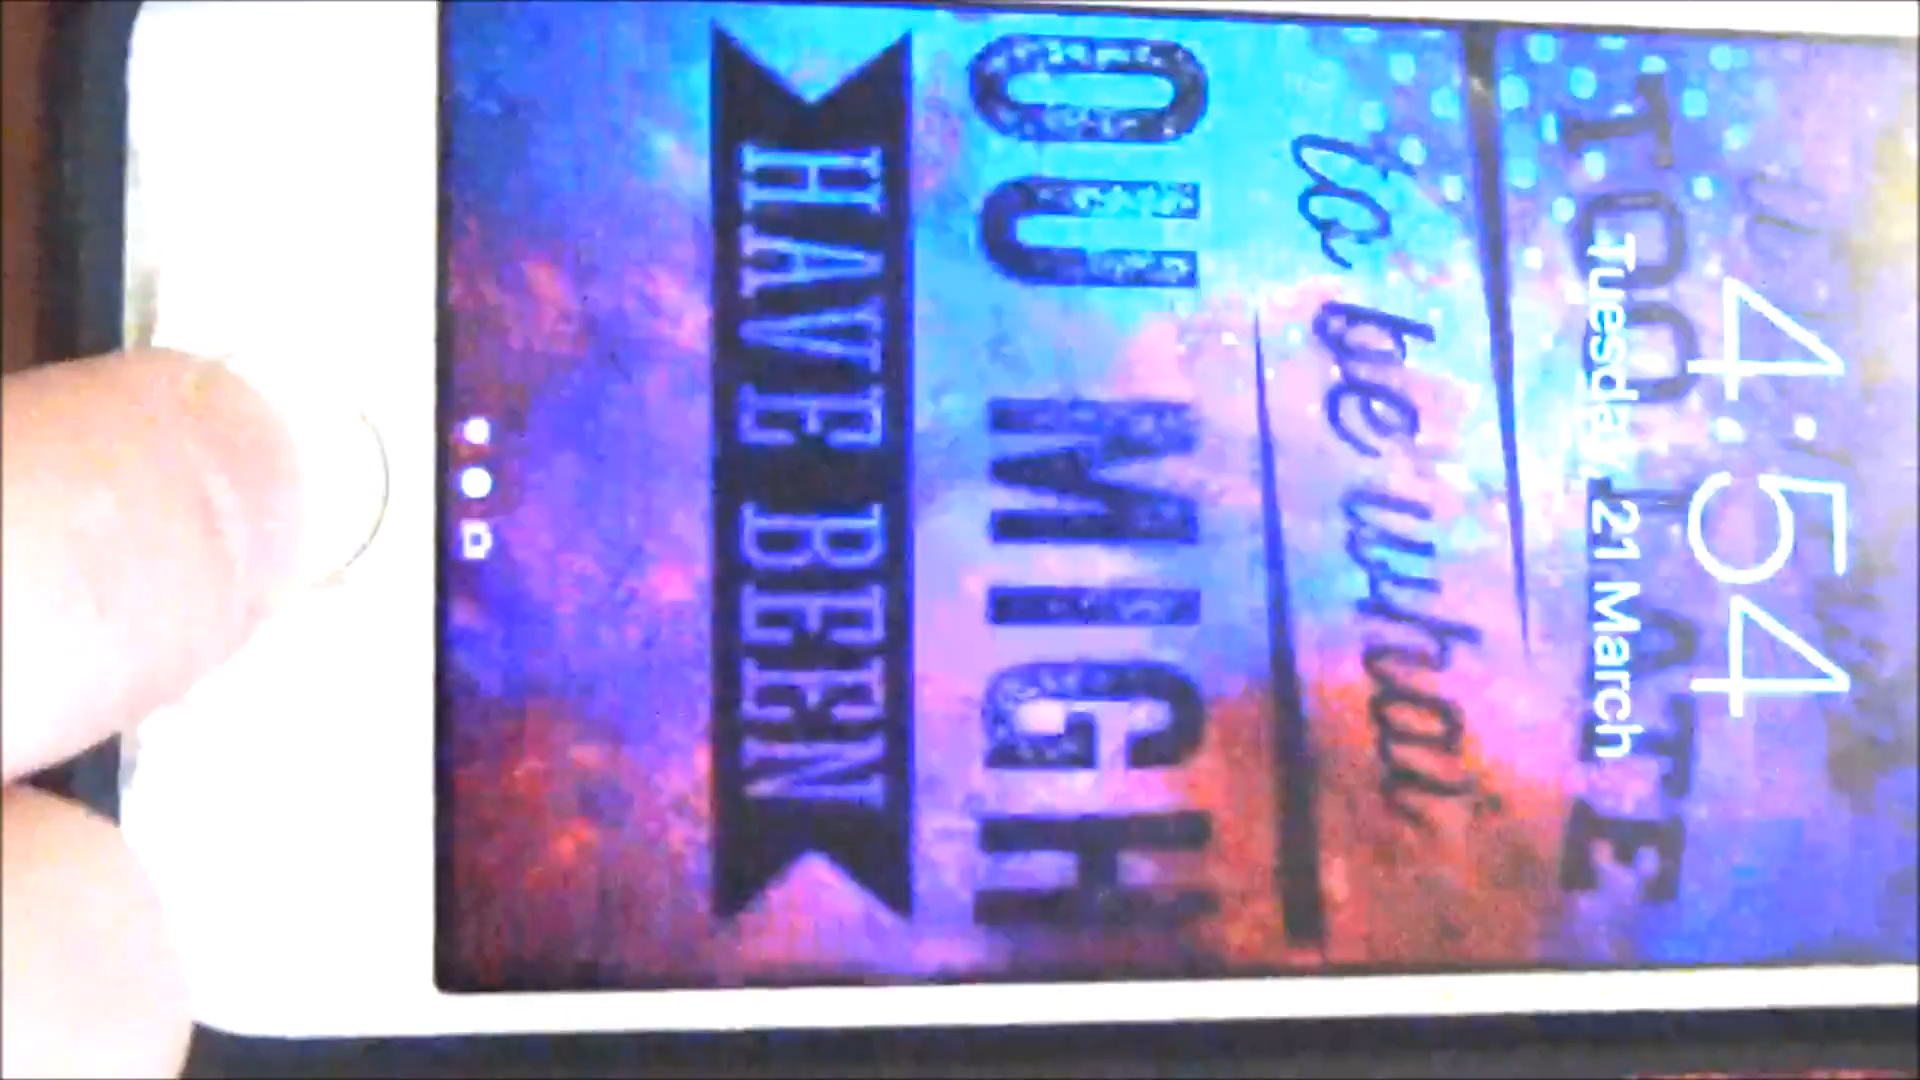 4:54
Tuesday, 21 March
TOO LATE
to be what
OU MIGH
HAVE BEEN